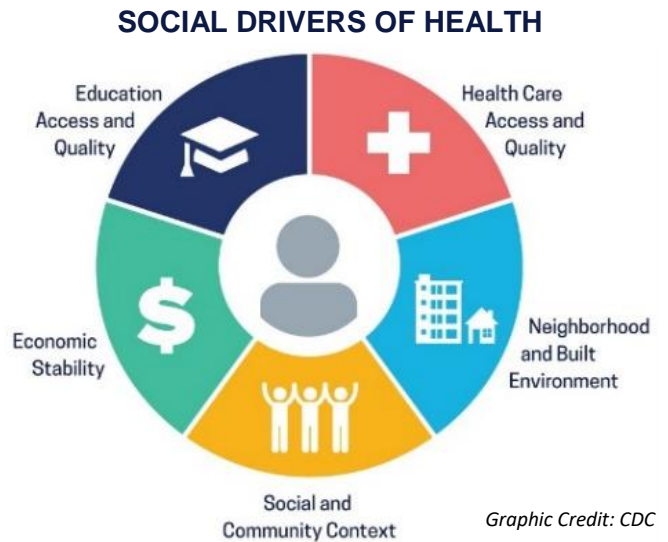 SOCIAL DRIVERS OF HEALTH
Education
Access and
Quality
Health Care
Access and
Quality
$
Economic
Stability
Neighborhood
and Built
Environment
Social and
Community Context
Graphic Credit: CDC